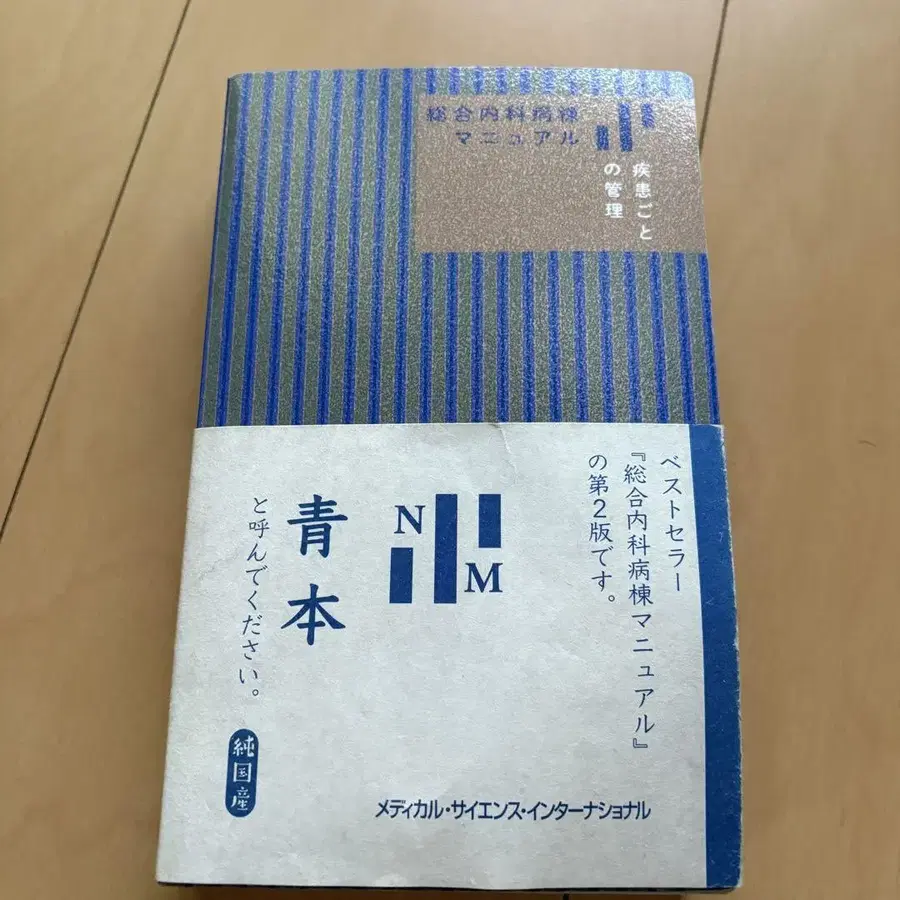 総合内科病棟
マニュアル
疾患ごと
の管理
ベストセラー
『総合内科病棟マニュアル』
の第2版です。
N
M
青本
と呼んでください。
純国産
メディカル・サイエンス・インターナショナル